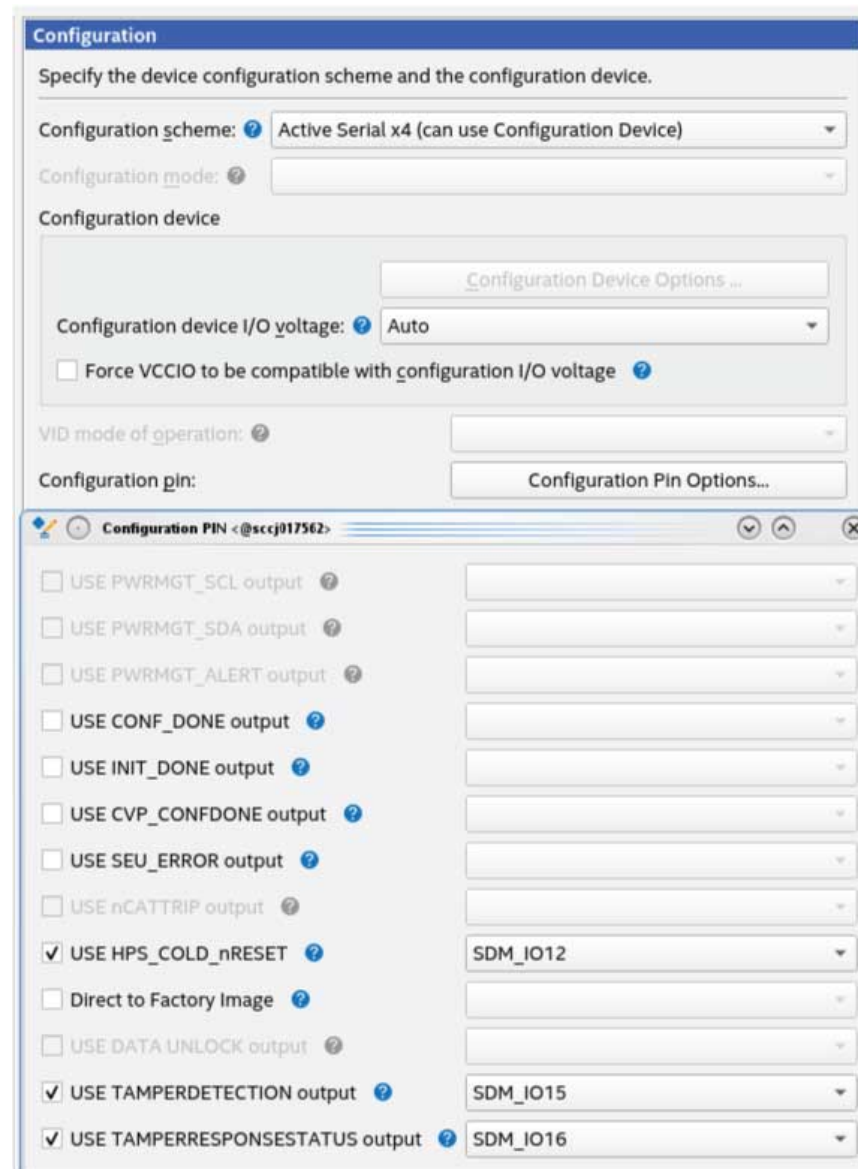 Configuration
Specify the device configuration scheme and the configuration device.
Configuration scheme: Active Serial x4 (can use Configuration Device)
Configuration mode:
Configuration device
Configuration Device Options ...
Configuration device I/O voltage: Auto
Force VCCIO to be compatible with configuration I/O voltage
VID mode of operation:
Configuration pin: Configuration Pin Options...
Configuration PIN <@sccj017562>
USE PWRMGT_SCL output
USE PWRMGT_SDA output
USE PWRMGT_ALERT output
USE CONF_DONE output
USE INIT_DONE output
USE CVP_CONFDONE output
USE SEU_ERROR output
USE nCATTRIP output
USE HPS_COLD_nRESET SDM_IO12
Direct to Factory Image
USE DATA UNLOCK output
USE TAMPERDETECTION output SDM_IO15
USE TAMPERRESPONSESTATUS output SDM_IO16